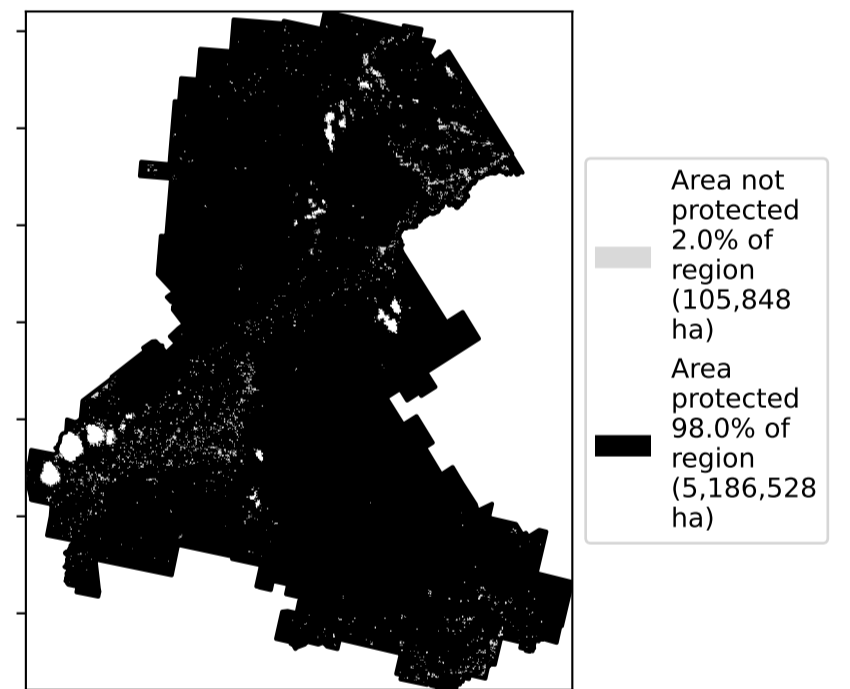 Area not
protected
2.0% of
region
(105,848
ha)
Area
protected
98.0% of
region
(5,186,528
ha)